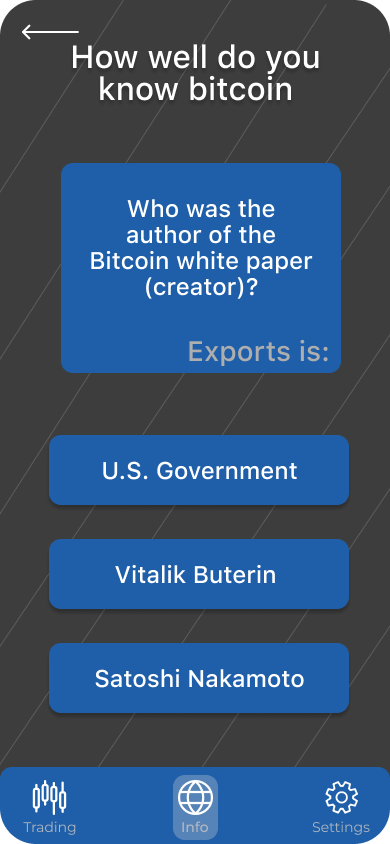 How well do you
know bitcoin
Who was the
author of the
Bitcoin white paper
(creator)?
Exports is:
U.S. Government
Vitalik Buterin
Satoshi Nakamoto
Trading
Info
Settings